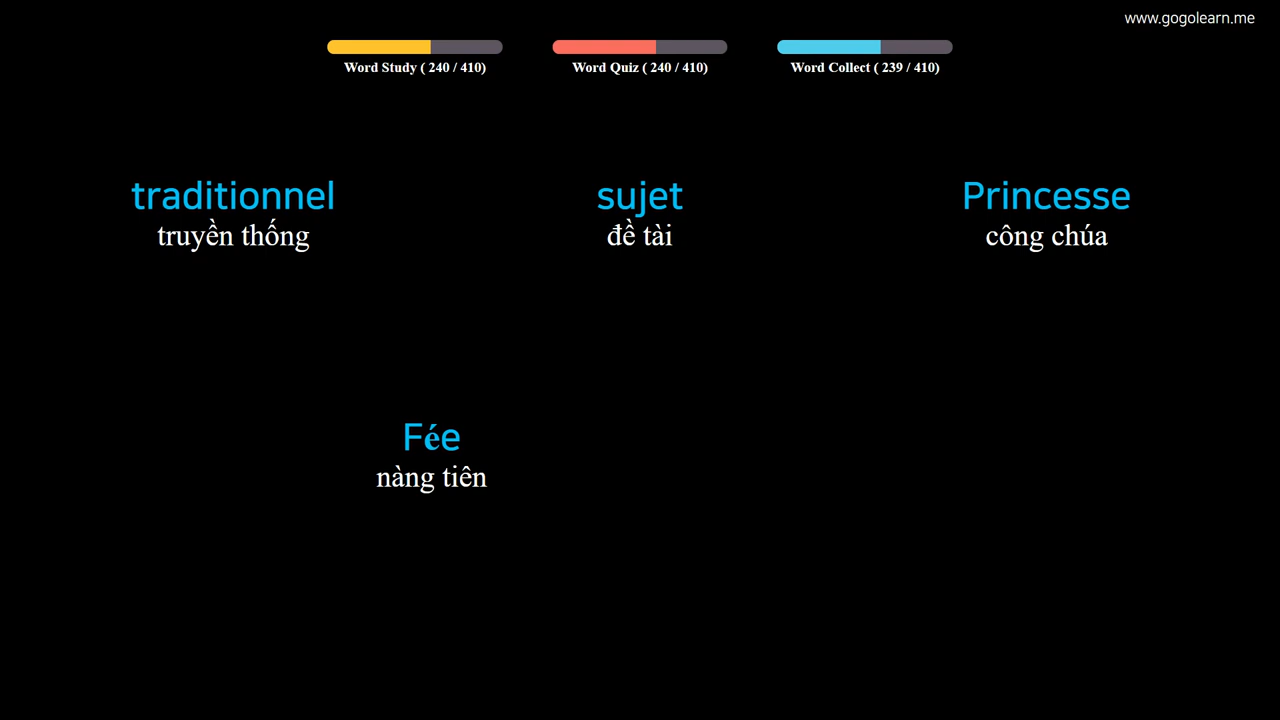 www.gogolearn.me
Word Study ( 240 / 410)
Word Quiz ( 240 / 410)
Word Collect ( 239 / 410)
traditionnel
truyền thống
sujet
đề tài
Princesse
công chúa
Fée
nàng tiên